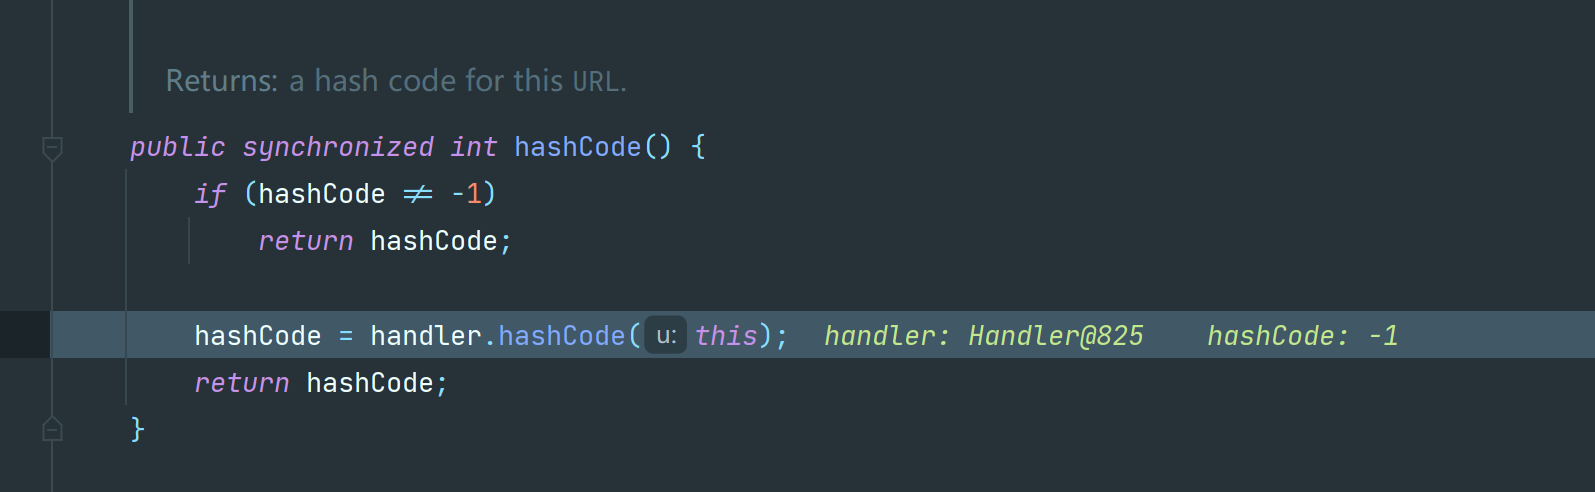 Returns: a hash code for this URL.
public synchronized int hashCode() {
if (hashCode ≠ -1)
return hashCode;
hashCode = handler.hashCode( u: this); handler: Handler@825 hashCode: -1
return hashCode;
}